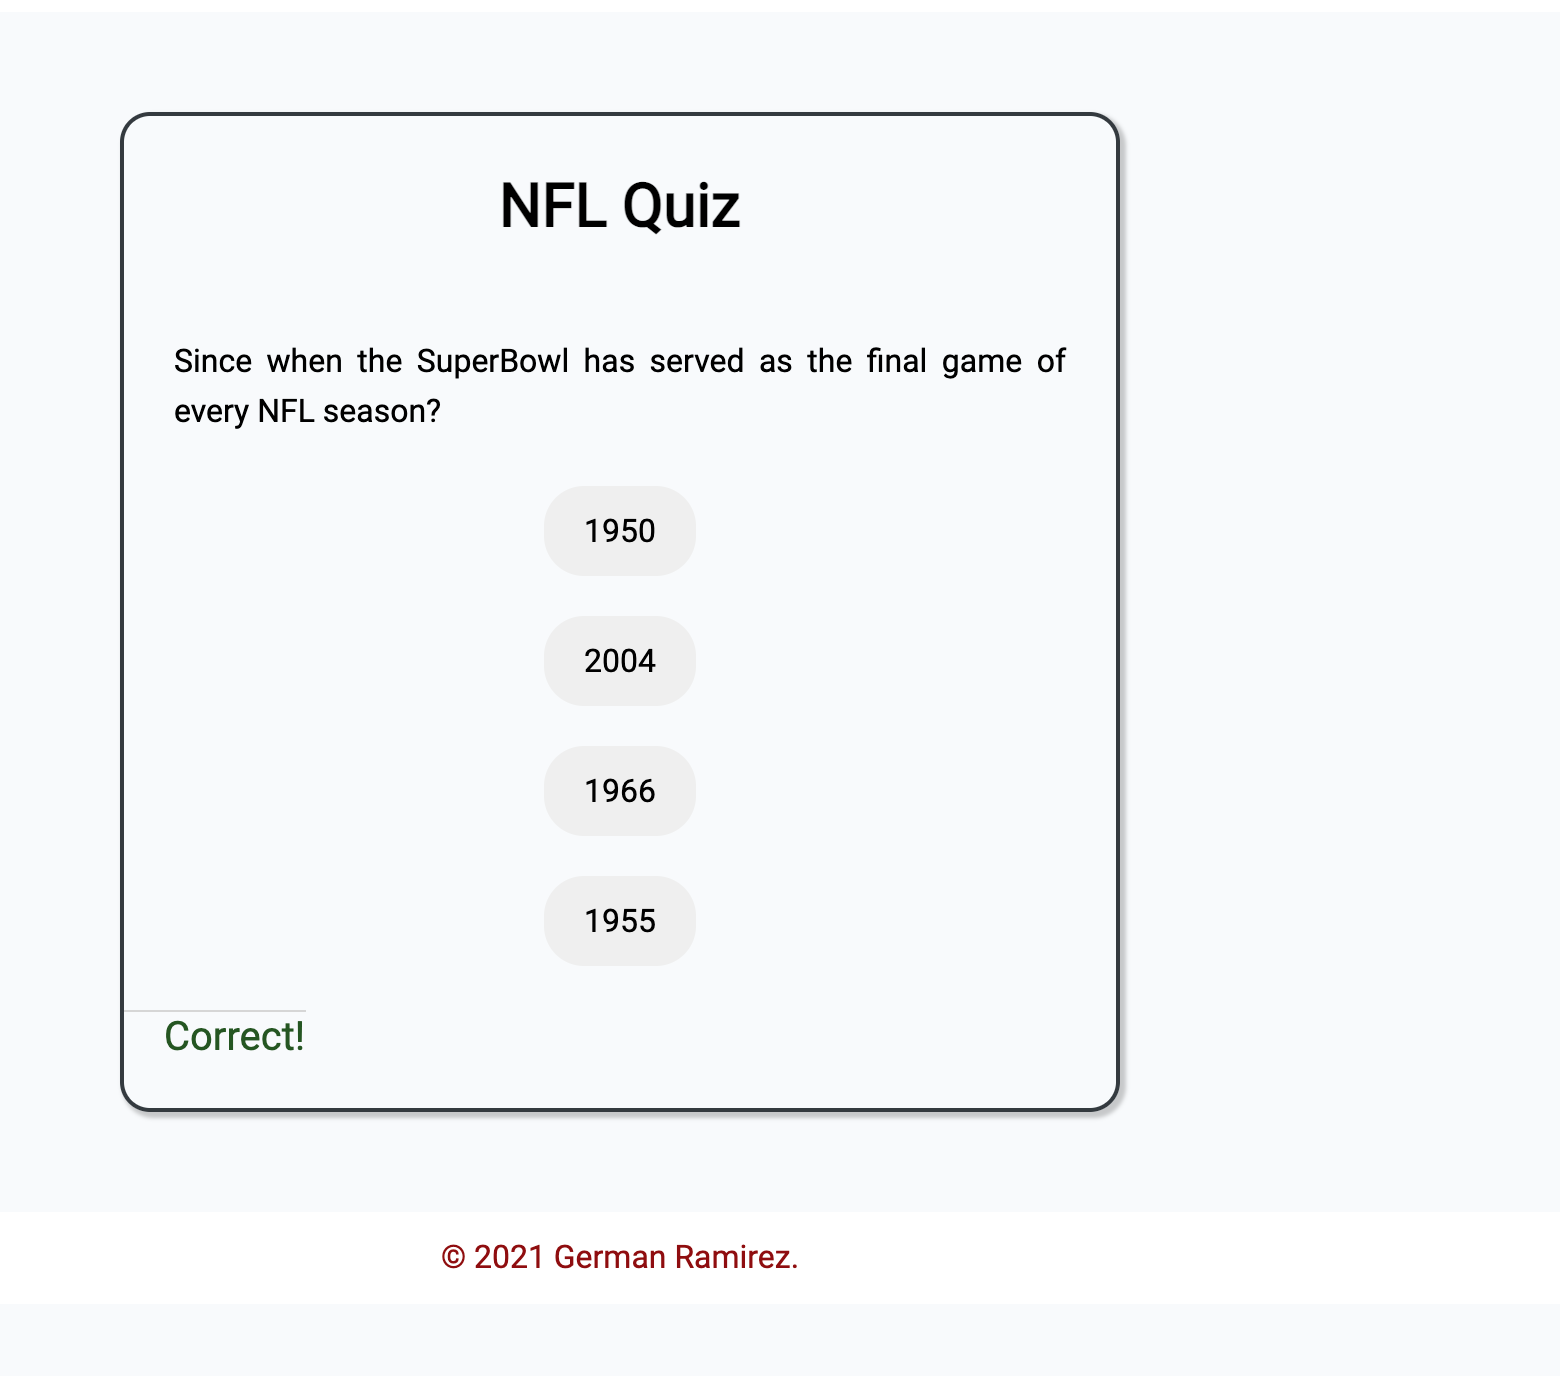 NFL Quiz
Since when the SuperBowl has served as the final game of
every NFL season?
1950
2004
1966
1955
Correct!
© 2021 German Ramirez.